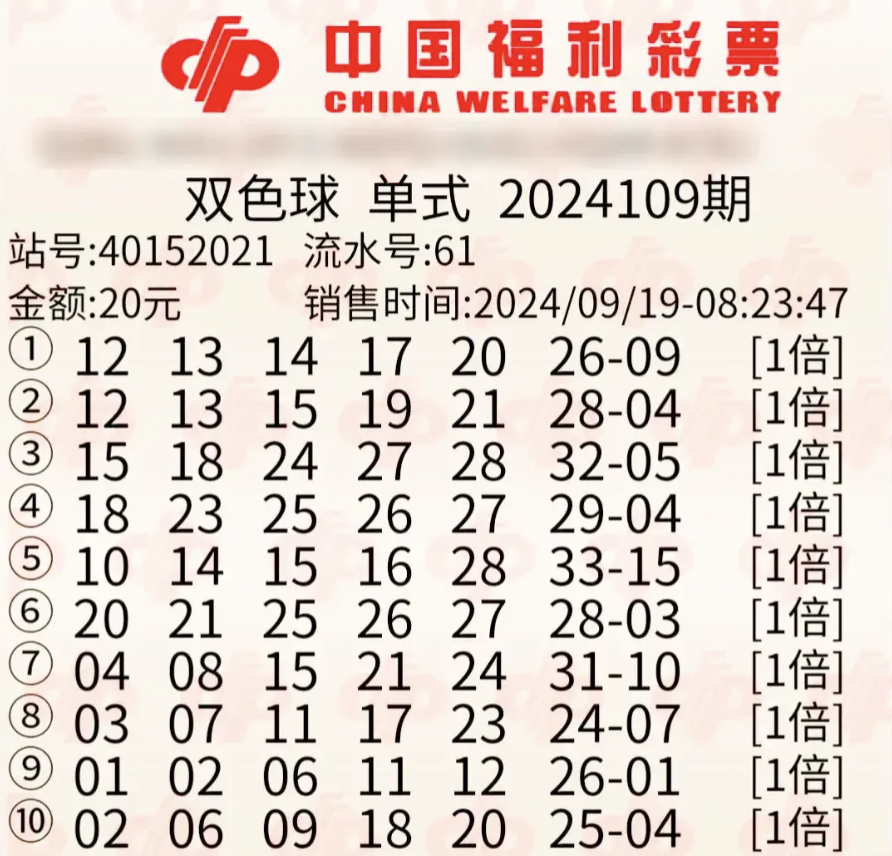 中国福利彩票
CHINA WELFARE LOTTERY
双色球 单式 2024109期
站号:40152021 流水号:61
金额:20元 销售时间:2024/09/19-08:23:47
① 12 13 14 17 20 26-09 [1倍]
② 12 13 15 19 21 28-04 [1倍]
③ 15 18 24 27 28 32-05 [1倍]
④ 18 23 25 26 27 29-04 [1倍]
⑤ 10 14 15 16 28 33-15 [1倍]
⑥ 20 21 25 26 27 28-03 [1倍]
⑦ 04 08 15 21 24 31-10 [1倍]
⑧ 03 07 11 17 23 24-07 [1倍]
⑨ 01 02 06 11 12 26-01 [1倍]
⑩ 02 06 09 18 20 25-04 [1倍]